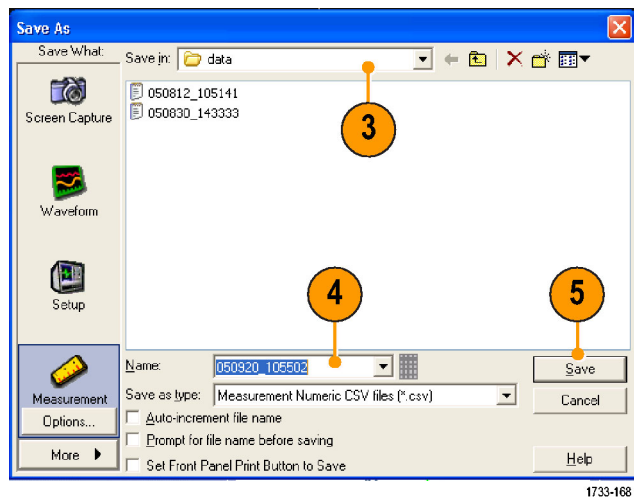 Save As
Save What:
Save in:
data
Screen Capture
Waveform
Setup
Measurement
Options...
More
050812_105141
050830_143333
3
4
5
Name:
050920_105502
Save
Save as type:
Measurement Numeric CSV files (*.csv)
Cancel
Auto-increment file name
Prompt for file name before saving
Set Front Panel Print Button to Save
Help
1733-168